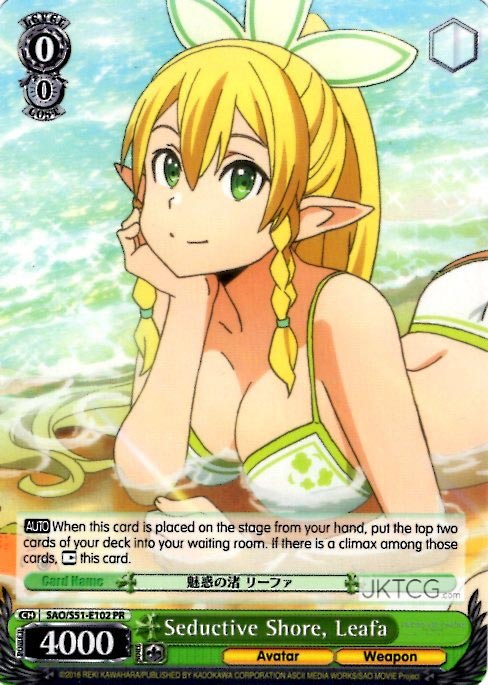 LEVEL
0
0
COST
AUTO When this card is placed on the stage from your hand, put the top two
cards of your deck into your waiting room. If there is a climax among those
cards, this card.
Card Name 魅惑の渚 リーファ
JKTCG.com
CH SAO/S51-E102 PR
Seductive Shore, Leafa
POWER
4000
SOUL
Avatar Weapon
©2016 REKI KAWAHARA/PUBLISHED BY KADOKAWA CORPORATION ASCII MEDIA WORKS/SAO MOVIE Project